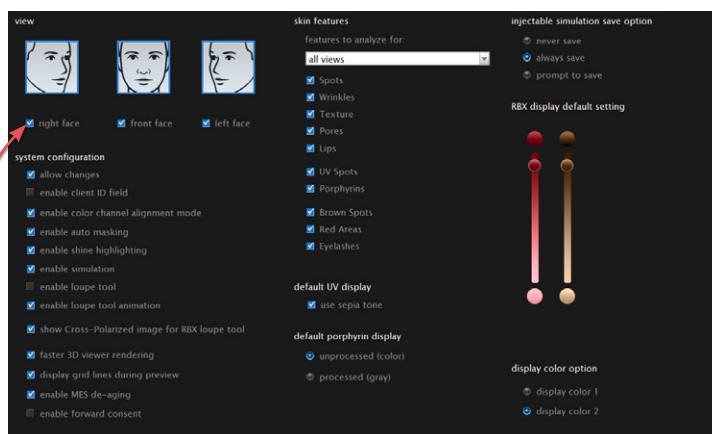 view
right face
front face
left face
system configuration
allow changes
enable client ID field
enable color channel alignment mode
enable auto masking
enable shine highlighting
enable simulation
enable loupe tool
enable loupe tool animation
show Cross-Polarized image for RBX loupe tool
faster 3D viewer rendering
display grid lines during preview
enable MES de-aging
enable forward consent
skin features
features to analyze for:
all views
Spots
Wrinkles
Texture
Pores
Lips
UV Spots
Porphyrins
Brown Spots
Red Areas
Eyelashes
default UV display
use sepia tone
default porphyrin display
unprocessed (color)
processed (gray)
injectable simulation save option
never save
always save
prompt to save
RBX display default setting
display color option
display color 1
display color 2